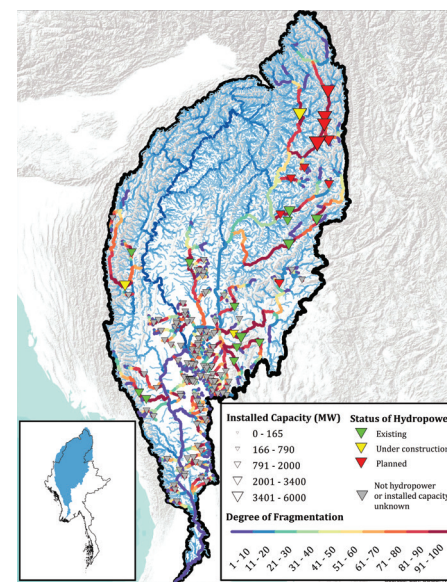 Installed Capacity (MW)
0 - 165
166 - 790
791 - 2000
2001 - 3400
3401 - 6000
Status of Hydropower
Existing
Under construction
Planned
Not hydropower
or installed capacity
unknown
Degree of Fragmentation
1 - 10
11 - 20
21 - 30
31 - 40
41 - 50
51 - 60
61 - 70
71 - 80
81 - 90
91 - 100